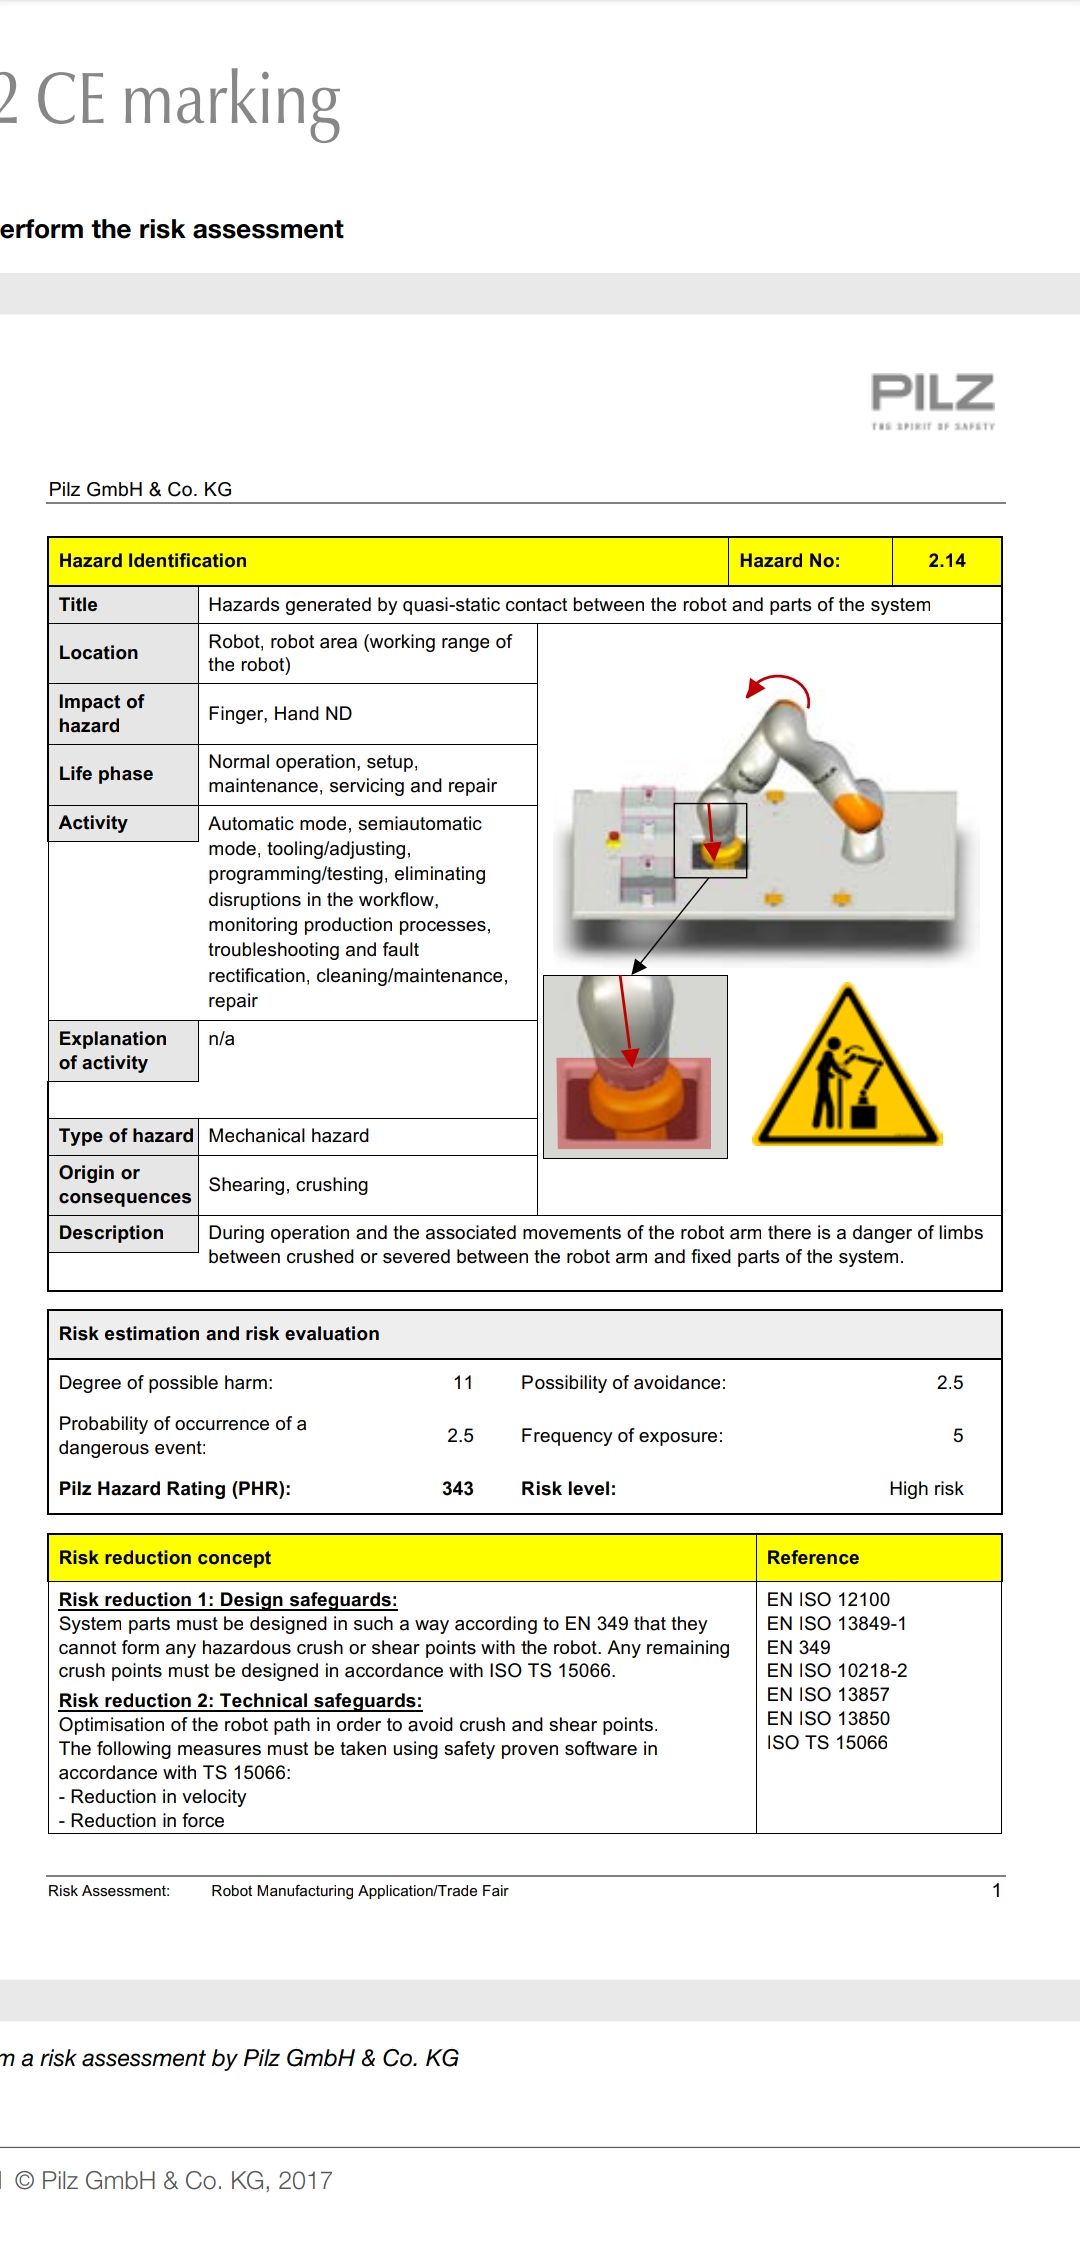 2 CE marking
erform the risk assessment
PILZ
THE SPIRIT OF SAFETY
Pilz GmbH & Co. KG
Hazard Identification
Hazard No:
2.14
Title
Hazards generated by quasi-static contact between the robot and parts of the system
Location
Robot, robot area (working range of
the robot)
Impact of
hazard
Finger, Hand ND
Life phase
Normal operation, setup,
maintenance, servicing and repair
Activity
Automatic mode, semiautomatic
mode, tooling/adjusting,
programming/testing, eliminating
disruptions in the workflow,
monitoring production processes,
troubleshooting and fault
rectification, cleaning/maintenance,
repair
Explanation
of activity
n/a
Type of hazard
Mechanical hazard
Origin or
consequences
Shearing, crushing
Description
During operation and the associated movements of the robot arm there is a danger of limbs
between crushed or severed between the robot arm and fixed parts of the system.
Risk estimation and risk evaluation
Degree of possible harm:
11
Possibility of avoidance:
2.5
Probability of occurrence of a
dangerous event:
2.5
Frequency of exposure:
5
Pilz Hazard Rating (PHR):
343
Risk level:
High risk
Risk reduction concept
Reference
Risk reduction 1: Design safeguards:
System parts must be designed in such a way according to EN 349 that they
cannot form any hazardous crush or shear points with the robot. Any remaining
crush points must be designed in accordance with ISO TS 15066.
Risk reduction 2: Technical safeguards:
Optimisation of the robot path in order to avoid crush and shear points.
The following measures must be taken using safety proven software in
accordance with TS 15066:
- Reduction in velocity
- Reduction in force
EN ISO 12100
EN ISO 13849-1
EN 349
EN ISO 10218-2
EN ISO 13857
EN ISO 13850
ISO TS 15066
Risk Assessment:
Robot Manufacturing Application/Trade Fair
1
m a risk assessment by Pilz GmbH & Co. KG
© Pilz GmbH & Co. KG, 2017